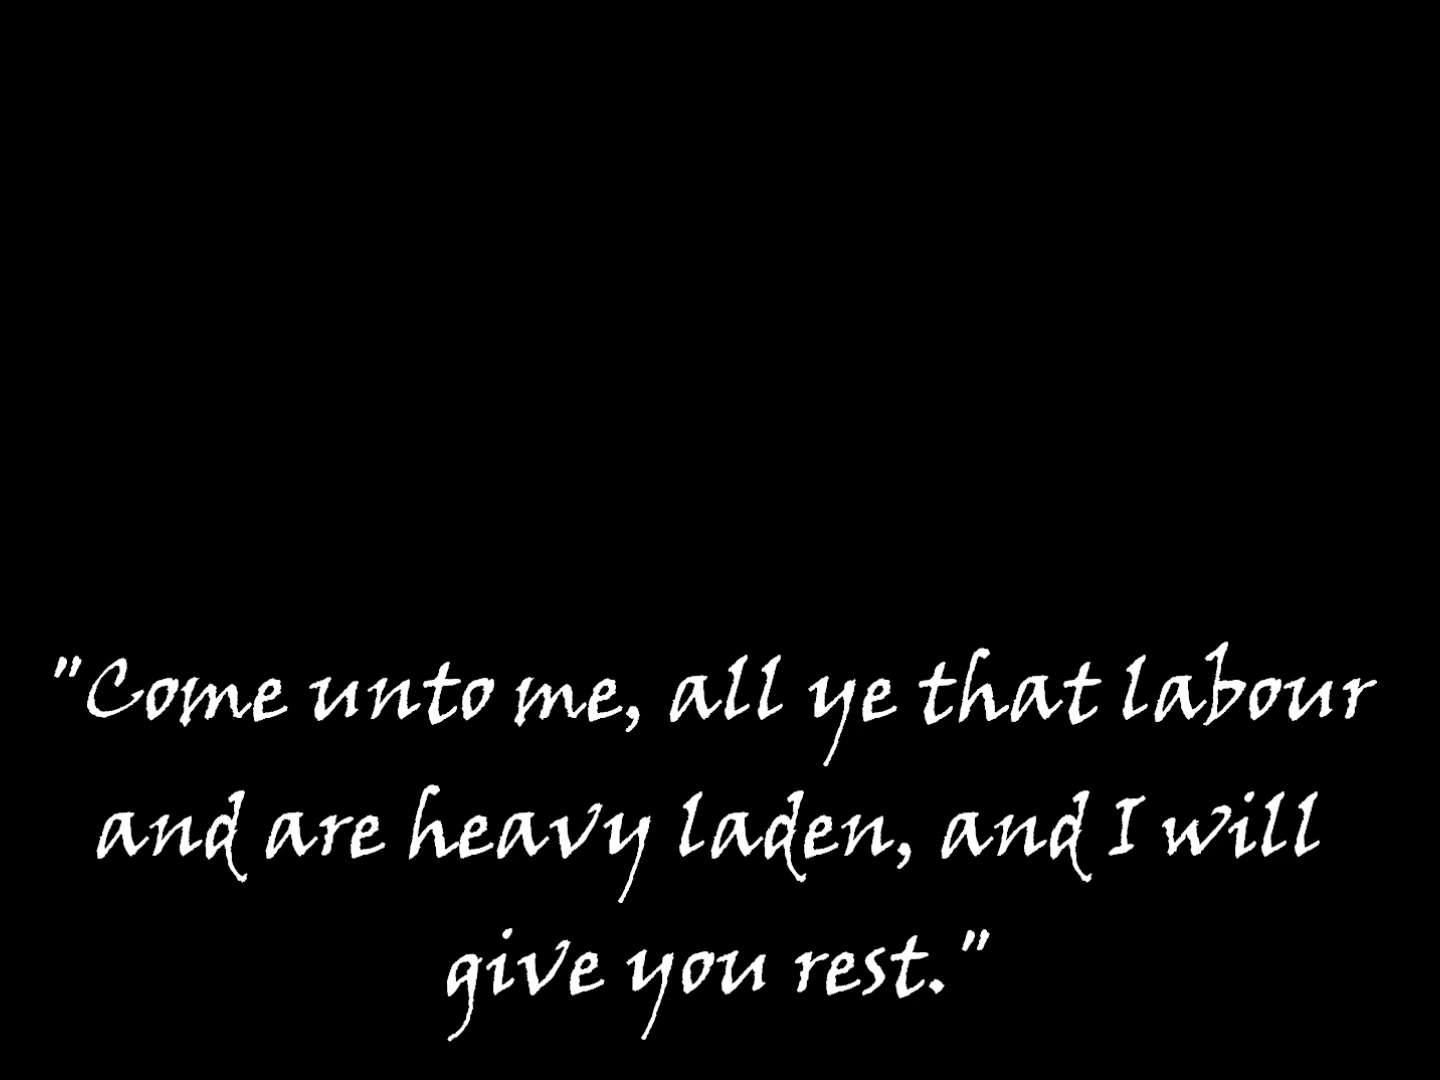 "Come unto me, all ye that labour
and are heavy laden, and I will
give you rest."